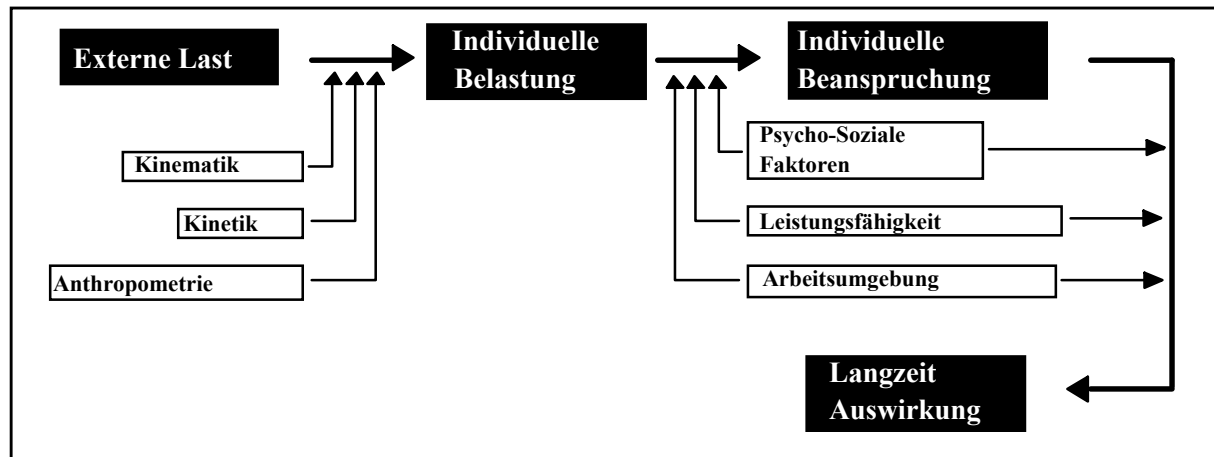 Externe Last
Individuelle
Belastung
Individuelle
Beanspruchung
Kinematik
Kinetik
Anthropometrie
Psycho-Soziale
Faktoren
Leistungsfähigkeit
Arbeitsumgebung
Langzeit
Auswirkung